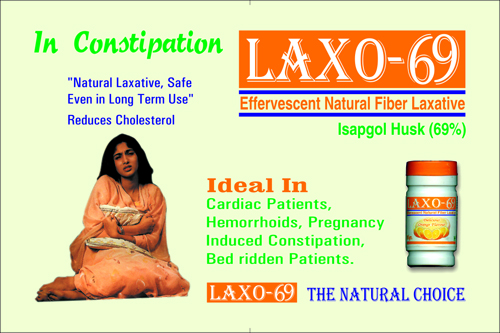 In Constipation
LAXO-69
"Natural Laxative, Safe
Even in Long Term Use"
Reduces Cholesterol
Effervescent Natural Fiber Laxative
Isapgol Husk (69%)
Ideal In
Cardiac Patients,
Hemorrhoids, Pregnancy
Induced Constipation,
Bed ridden Patients.
LAXO-69
Orange Flavour
LAXO-69 THE NATURAL CHOICE